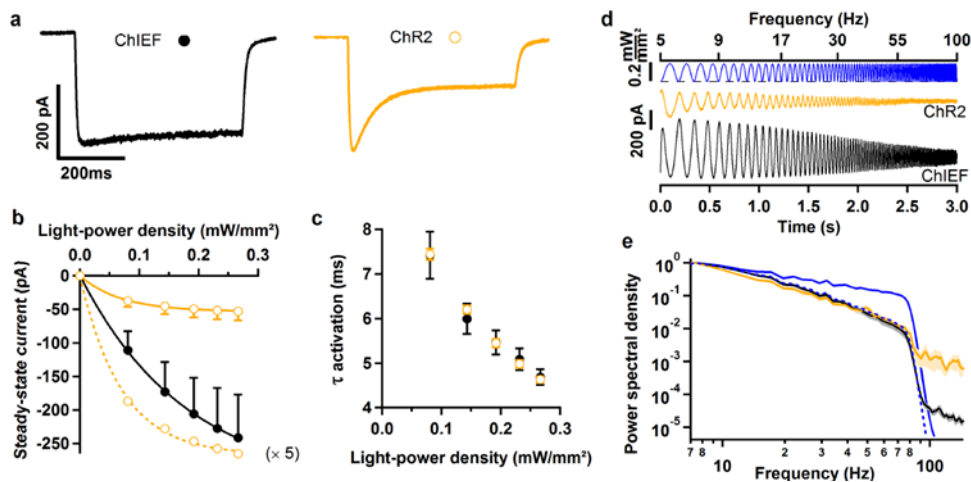 a
ChIEF
ChR2
200 pA
200ms
b
Light-power density (mW/mm²)
0.0 0.1 0.2 0.3
Steady-state current (pA)
0
-50
-100
-150
-200
-250
(× 5)
c
τ activation (ms)
8
7
6
5
4
0.0 0.1 0.2 0.3
Light-power density (mW/mm²)
d
Frequency (Hz)
5 9 17 30 55 100
0.2 mW
mm²
ChR2
200 pA
ChIEF
0.0 0.5 1.0 1.5 2.0 2.5 3.0
Time (s)
e
Power spectral density
10⁰
10⁻¹
10⁻²
10⁻³
10⁻⁴
10⁻⁵
7 8 10 2 3 4 5 6 7 8 100
Frequency (Hz)